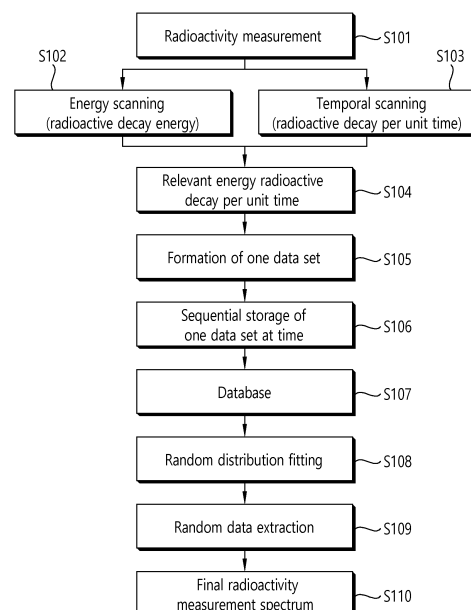 Radioactivity measurement
S101
S102
S103
Energy scanning
(radioactive decay energy)
Temporal scanning
(radioactive decay per unit time)
Relevant energy radioactive
decay per unit time
S104
Formation of one data set
S105
Sequential storage of
one data set at time
S106
Database
S107
Random distribution fitting
S108
Random data extraction
S109
Final radioactivity
measurement spectrum
S110